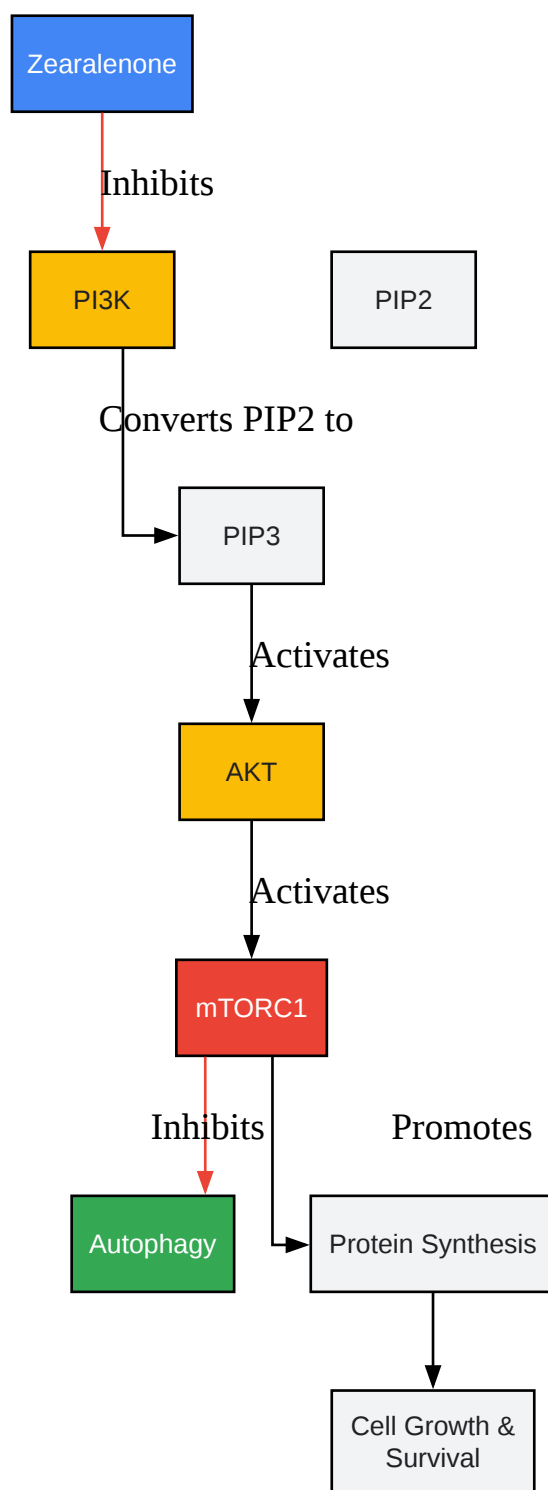 Zearalenone
Inhibits
PI3K
PIP2
Converts PIP2 to
PIP3
Activates
AKT
Activates
mTORC1
Inhibits
Promotes
Autophagy
Protein Synthesis
Cell Growth &
Survival